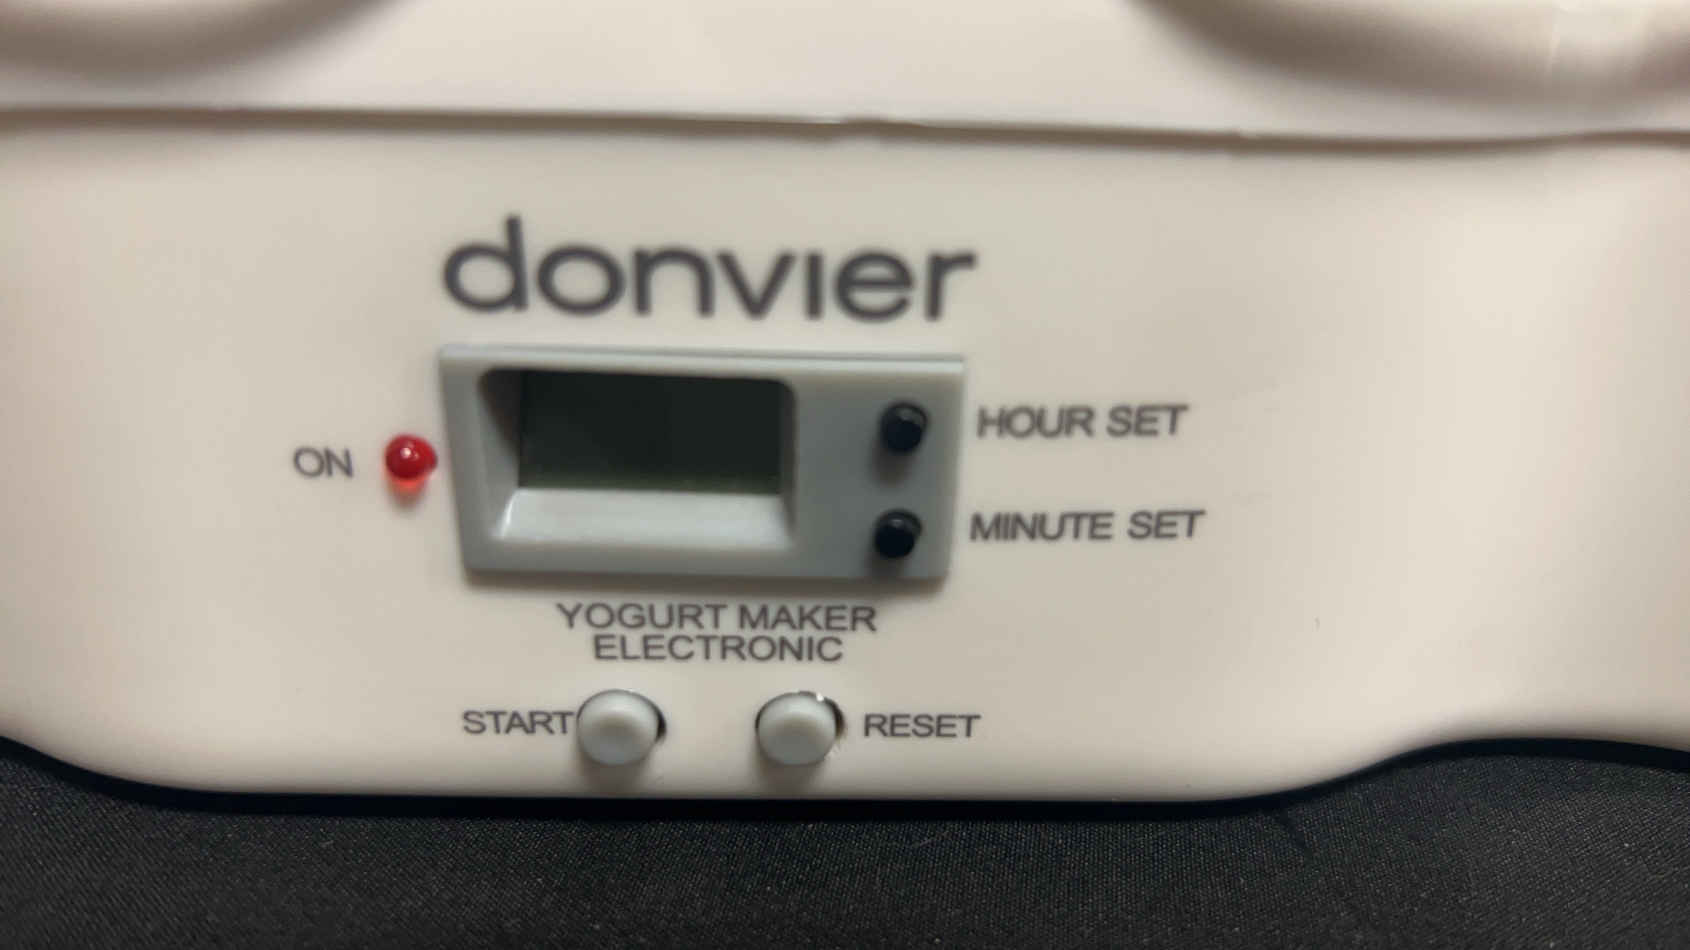 donvier
ON
HOUR SET
MINUTE SET
YOGURT MAKER
ELECTRONIC
START
RESET